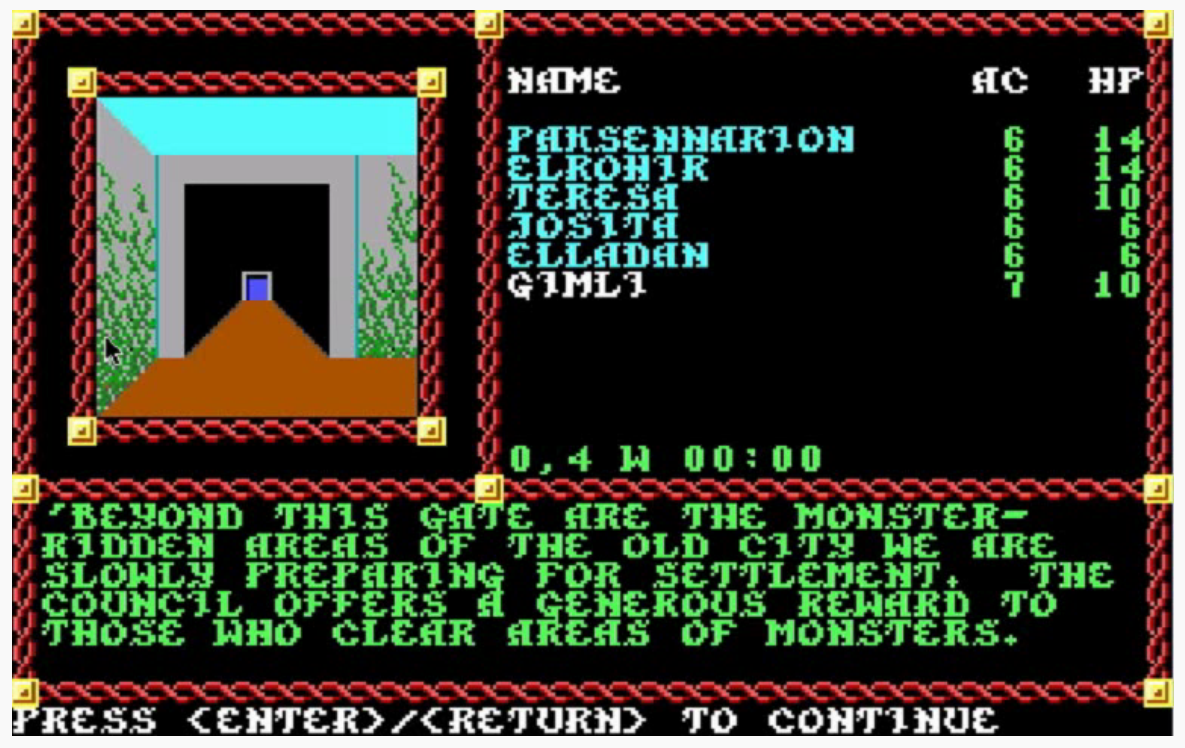 NAME AC HP
PAKSENNARION 6 14
ELROHIR 6 14
TERESA 6 10
JOSITA 6 6
ELLADAN 6 6
GIMLI 7 10
0,4 W 00:00
'BEYOND THIS GATE ARE THE MONSTER-
RIDDEN AREAS OF THE OLD CITY WE ARE
SLOWLY PREPARING FOR SETTLEMENT. THE
COUNCIL OFFERS A GENEROUS REWARD TO
THOSE WHO CLEAR AREAS OF MONSTERS.
PRESS <ENTER>/<RETURN> TO CONTINUE